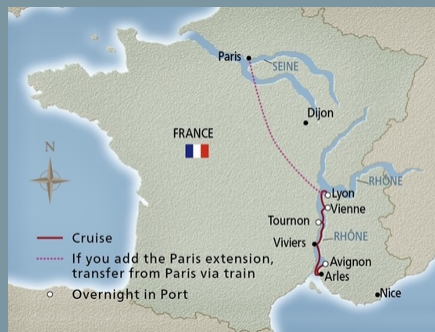 Paris
SEINE
Dijon
FRANCE
N
Lyon
RHÔNE
Vienne
Tournon
Viviers
RHÔNE
Avignon
Arles
Nice
Cruise
If you add the Paris extension,
transfer from Paris via train
Overnight in Port